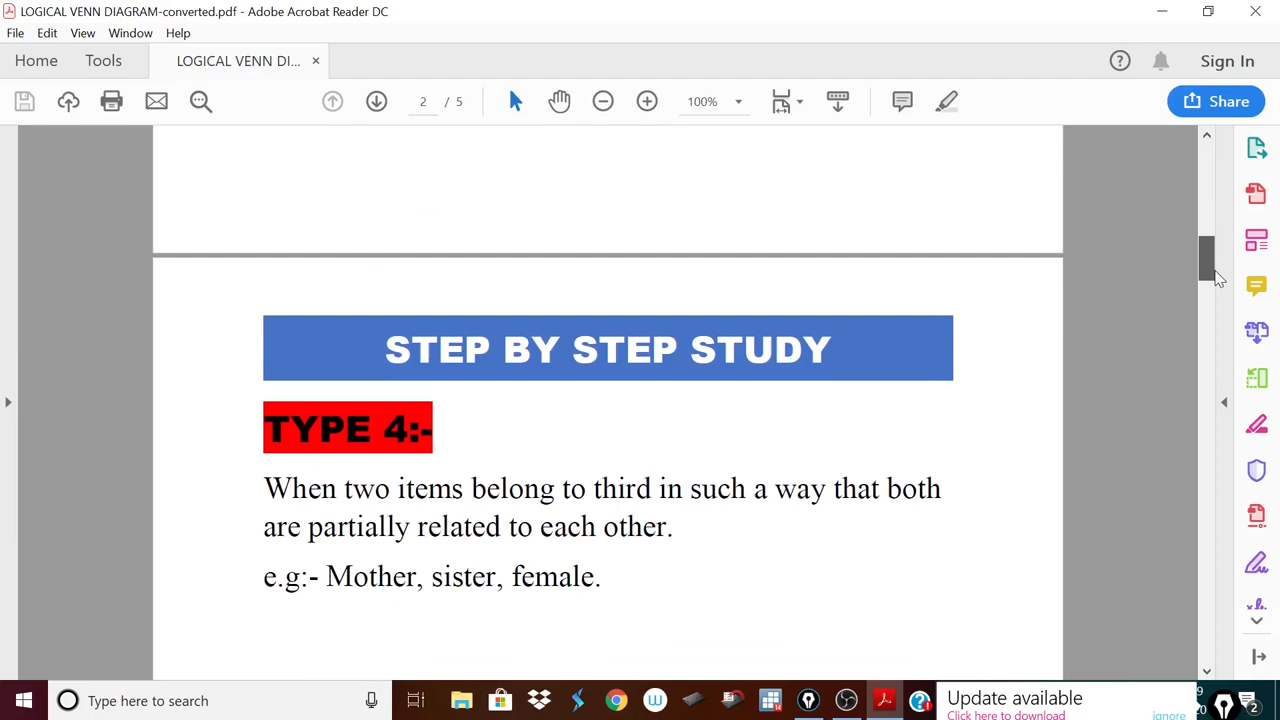 LOGICAL VENN DIAGRAM-converted.pdf - Adobe Acrobat Reader DC
File Edit View Window Help
Home Tools LOGICAL VENN DI... × Sign In
2 / 5 100% Share
STEP BY STEP STUDY
TYPE 4:-
When two items belong to third in such a way that both
are partially related to each other.
e.g:- Mother, sister, female.
Type here to search
Update available
Click here to download ignore
2